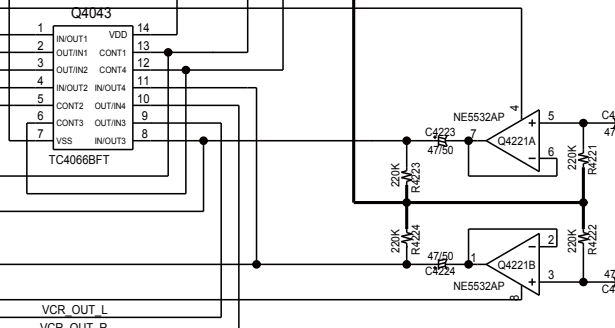 Q4043
1 IN/OUT1 VDD 14
2 OUT/IN1 CONT1 13
3 OUT/IN2 CONT4 12
4 IN/OUT2 IN/OUT4 11
5 CONT2 OUT/IN4 10
6 CONT3 OUT/IN3 9
7 VSS IN/OUT3 8
TC4066BFT
NE5532AP
4
5
C4223
47/50
7
Q4221A
+
−
6
220K
R4223
220K
R4221
220K
R4224
220K
R4222
47/50
C4224
1
Q4221B
−
+
2
3
NE5532AP
8
47
VCR_OUT_L
VCR_OUT_R